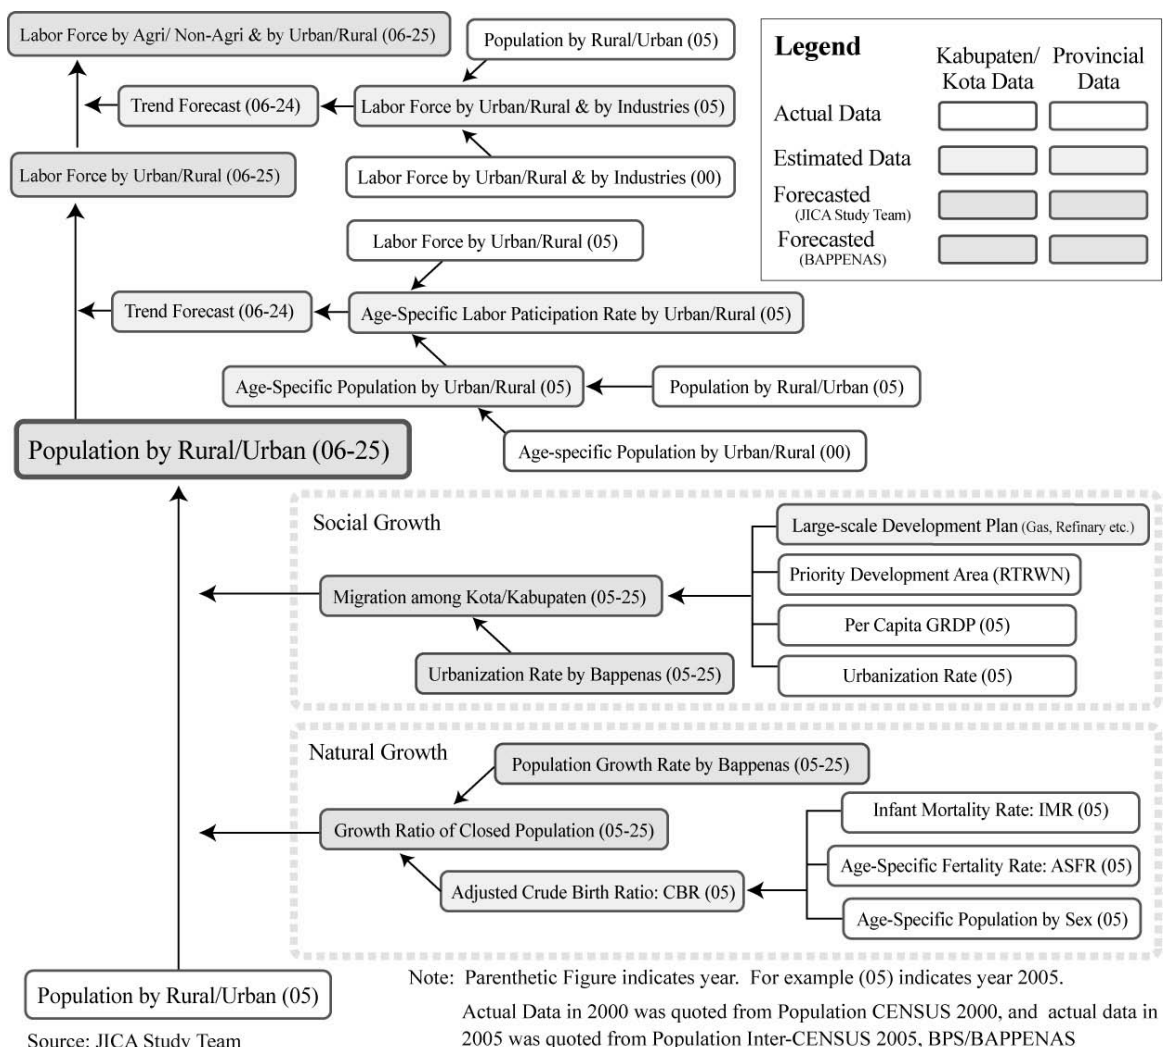 Labor Force by Agri/ Non-Agri & by Urban/Rural (06-25)
Population by Rural/Urban (05)
Trend Forecast (06-24)
Labor Force by Urban/Rural & by Industries (05)
Labor Force by Urban/Rural (06-25)
Labor Force by Urban/Rural & by Industries (00)
Legend
Kabupaten/
Kota Data
Provincial
Data
Actual Data
Estimated Data
Forecasted
(JICA Study Team)
Forecasted
(BAPPENAS)
Labor Force by Urban/Rural (05)
Trend Forecast (06-24)
Age-Specific Labor Paticipation Rate by Urban/Rural (05)
Age-Specific Population by Urban/Rural (05)
Population by Rural/Urban (05)
Population by Rural/Urban (06-25)
Age-specific Population by Urban/Rural (00)
Social Growth
Large-scale Development Plan (Gas, Refinary etc.)
Priority Development Area (RTRWN)
Migration among Kota/Kabupaten (05-25)
Per Capita GRDP (05)
Urbanization Rate by Bappenas (05-25)
Urbanization Rate (05)
Natural Growth
Population Growth Rate by Bappenas (05-25)
Infant Mortality Rate: IMR (05)
Growth Ratio of Closed Population (05-25)
Age-Specific Fertality Rate: ASFR (05)
Adjusted Crude Birth Ratio: CBR (05)
Age-Specific Population by Sex (05)
Population by Rural/Urban (05)
Source: JICA Study Team
Note: Parenthetic Figure indicates year. For example (05) indicates year 2005.
Actual Data in 2000 was quoted from Population CENSUS 2000, and actual data in
2005 was quoted from Population Inter-CENSUS 2005, BPS/BAPPENAS